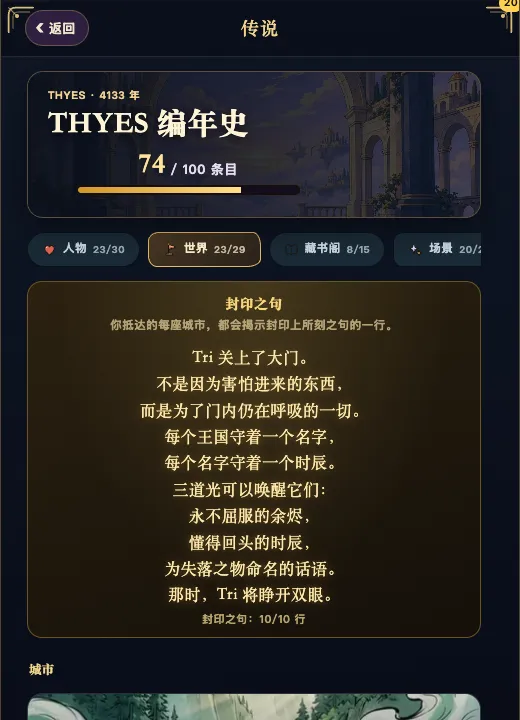 20
返回
传说
THYES · 4133 年
THYES 编年史
74 / 100 条目
人物 23/30
世界 23/29
藏书阁 8/15
场景 20/2
封印之句
你抵达的每座城市，都会揭示封印上所刻之句的一行。
Tri 关上了大门。
不是因为害怕进来的东西，
而是为了门内仍在呼吸的一切。
每个王国守着一个名字，
每个名字守着一个时辰。
三道光可以唤醒它们：
永不屈服的余烬，
懂得回头的时辰，
为失落之物命名的话语。
那时，Tri 将睁开双眼。
封印之句：10/10 行
城市